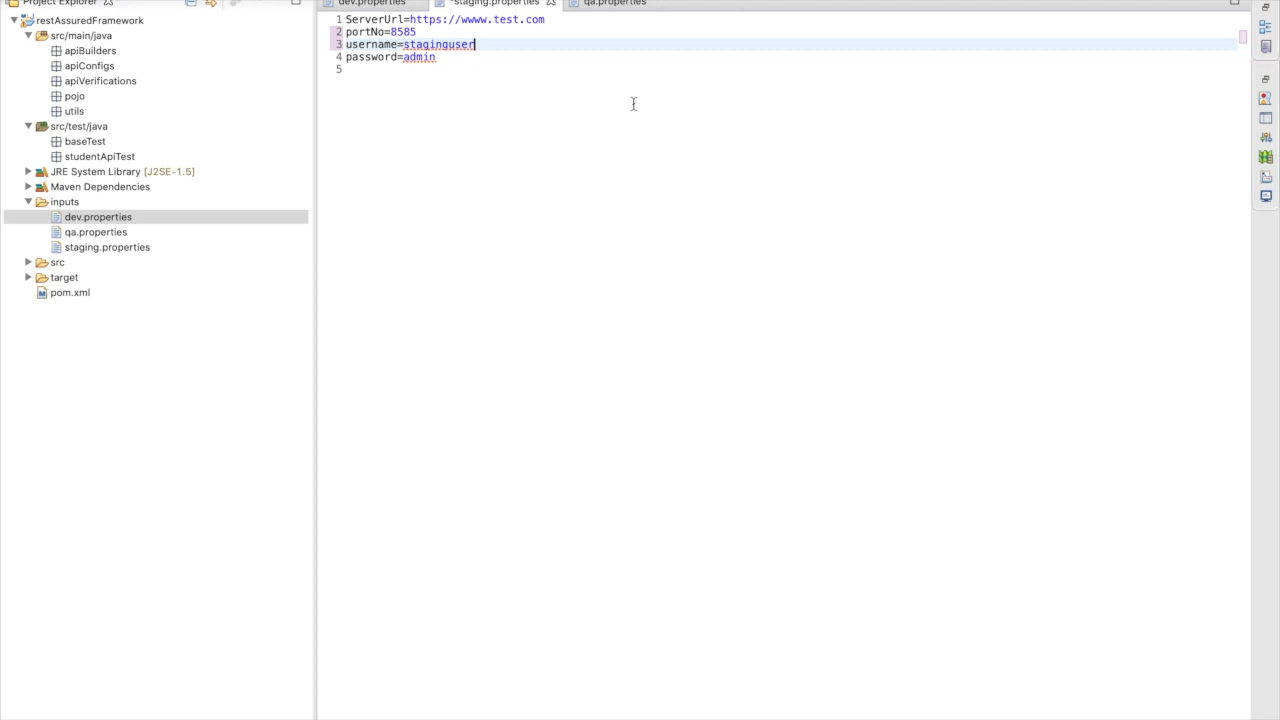 Project Explorer
restAssuredFramework
src/main/java
apiBuilders
apiConfigs
apiVerifications
pojo
utils
src/test/java
baseTest
studentApiTest
JRE System Library [J2SE-1.5]
Maven Dependencies
inputs
dev.properties
qa.properties
staging.properties
src
target
pom.xml
dev.properties
*staging.properties
qa.properties
1 ServerUrl=https://wwww.test.com
2 portNo=8585
3 username=staginguser
4 password=admin
5